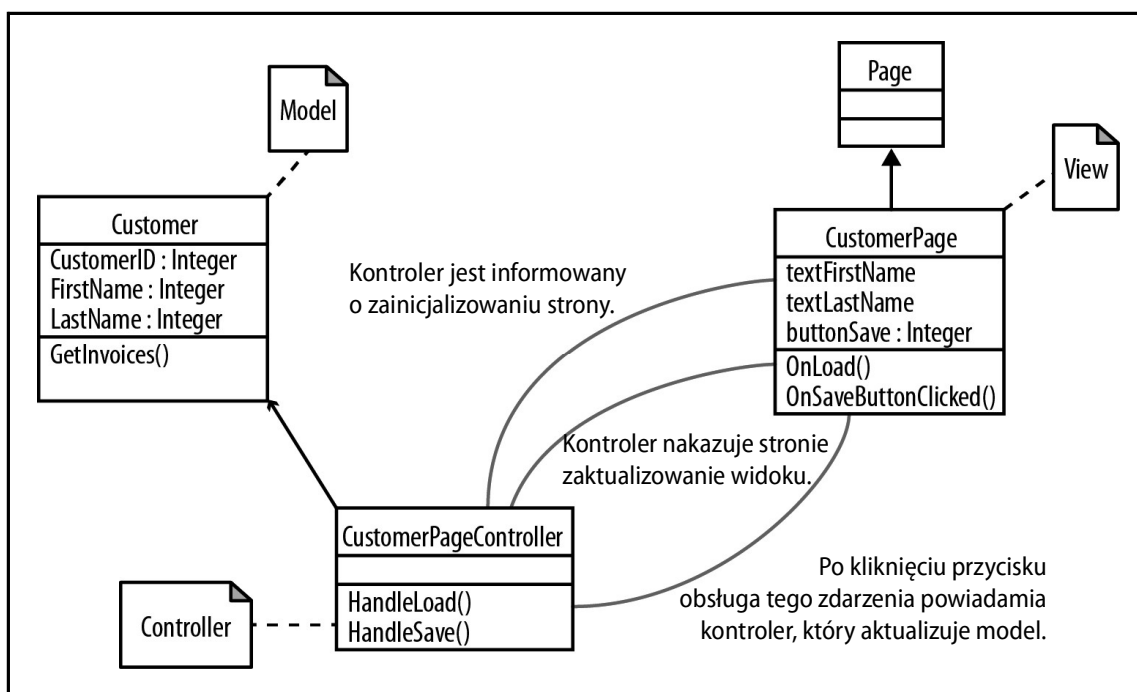 Model
Customer
CustomerID : Integer
FirstName : Integer
LastName : Integer
GetInvoices()
Page
View
CustomerPage
textFirstName
textLastName
buttonSave : Integer
OnLoad()
OnSaveButtonClicked()
Kontroler jest informowany
o zainicjalizowaniu strony.
Kontroler nakazuje stronie
zaktualizowanie widoku.
CustomerPageController
HandleLoad()
HandleSave()
Controller
Po kliknięciu przycisku
obsługa tego zdarzenia powiadamia
kontroler, który aktualizuje model.